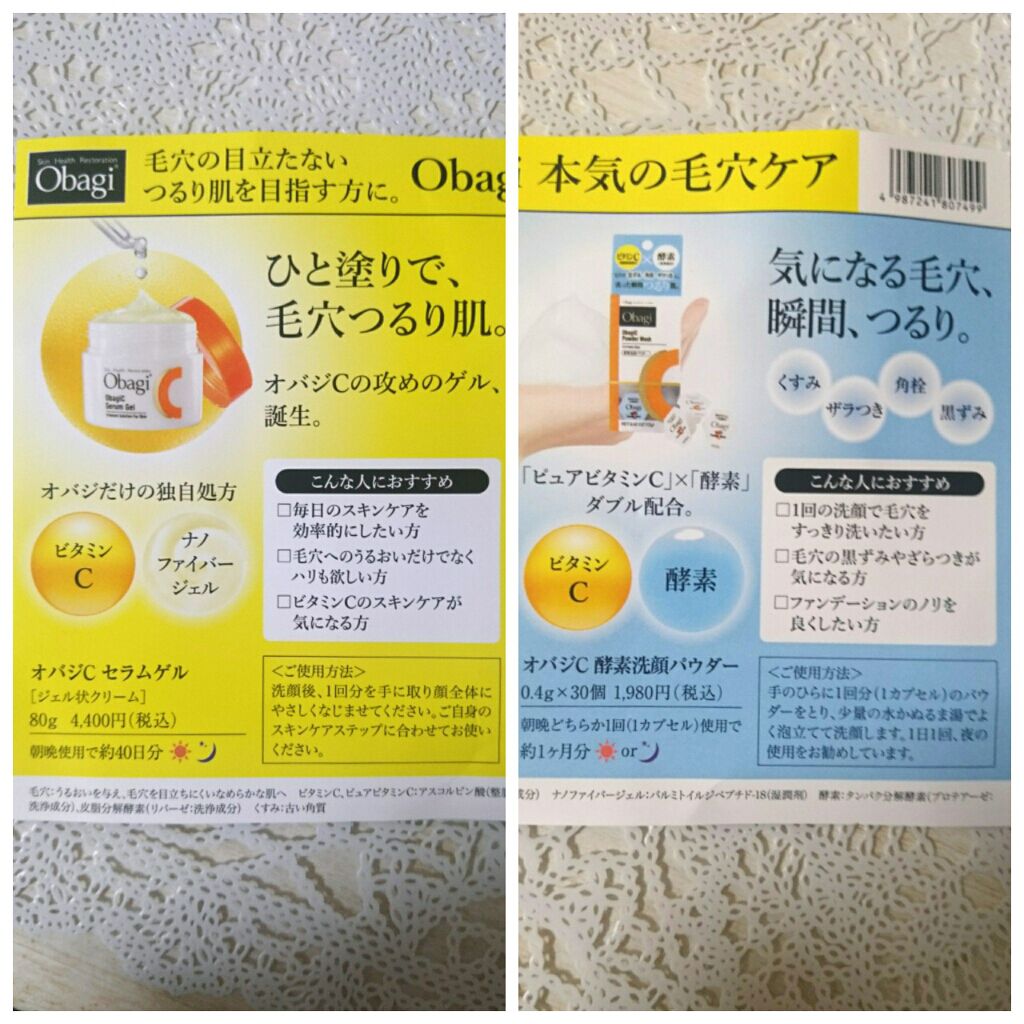 Skin Health Restoration
Obagi
毛穴の目立たない
つるり肌を目指す方に。
Obag
ひと塗りで、
毛穴つるり肌。
オバジCの攻めのゲル、
誕生。
Obagi
C
ObagiC
Serum Gel
オバジだけの独自処方
ビタミン
C
ナノ
ファイバー
ジェル
こんな人におすすめ
□毎日のスキンケアを
効率的にしたい方
□毛穴へのうるおいだけでなく
ハリも欲しい方
□ビタミンCのスキンケアが
気になる方
オバジC セラムゲル
[ジェル状クリーム]
80g 4,400円(税込)
朝晩使用で約40日分
<ご使用方法>
洗顔後、1回分を手に取り顔全体に
やさしくなじませてください。ご自身の
スキンケアステップに合わせてお使い
ください。
毛穴:うるおいを与え、毛穴を目立ちにくいなめらかな肌へ ビタミンC、ピュアビタミンC:アスコルビン酸(整
洗浄成分)、皮脂分解酵素(リパーゼ:洗浄成分) くすみ:古い角質
i 本気の毛穴ケア
4 987241 807499
気になる毛穴、
瞬間、つるり。
ビタミンC
×
酵素
つるり肌
Obagi
ObagiC
Powder Wash
くすみ
ザラつき
角栓
黒ずみ
「ピュアビタミンC」×「酵素」
ダブル配合。
ビタミン
C
酵素
こんな人におすすめ
□1回の洗顔で毛穴を
すっきり洗いたい方
□毛穴の黒ずみやざらつきが
気になる方
□ファンデーションのノリを
良くしたい方
オバジC 酵素洗顔パウダー
0.4g×30個 1,980円(税込)
朝晩どちらか1回(1カプセル)使用で
約1ヶ月分 or
<ご使用方法>
手のひらに1回分(1カプセル)のパウ
ダーをとり、少量の水かぬるま湯でよ
く泡立てて洗顔します。1日1回、夜の
使用をお勧めしています。
成分) ナノファイバージェル:パルミトイルジペプチド-18(湿潤剤) 酵素:タンパク分解酵素(プロテアーゼ: